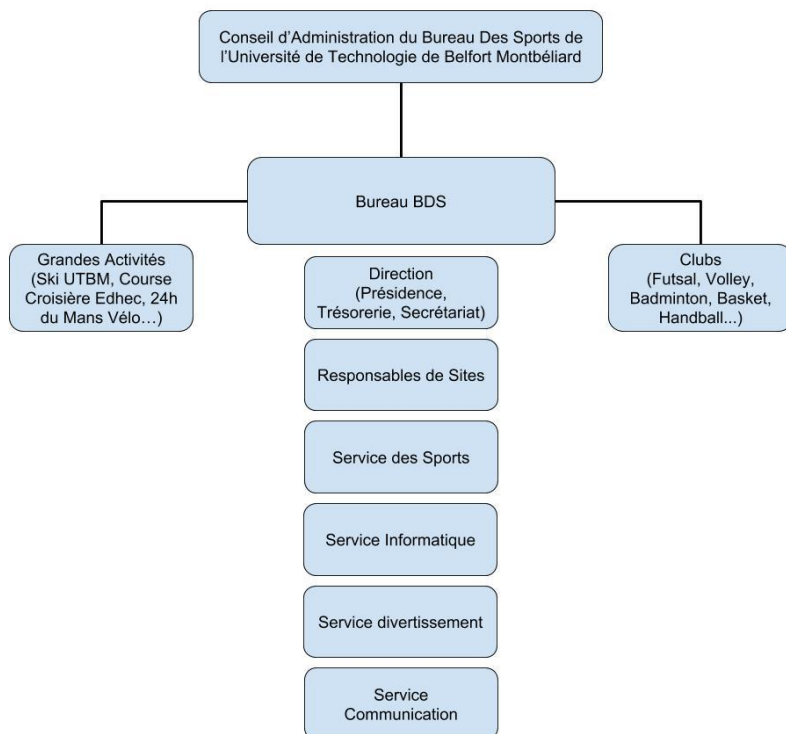 Conseil d’Administration du Bureau Des Sports de
l’Université de Technologie de Belfort Montbéliard
Bureau BDS
Grandes Activités
(Ski UTBM, Course
Croisière Edhec, 24h
du Mans Vélo…)
Direction
(Présidence,
Trésorerie, Secrétariat)
Clubs
(Futsal, Volley,
Badminton, Basket,
Handball...)
Responsables de Sites
Service des Sports
Service Informatique
Service divertissement
Service
Communication